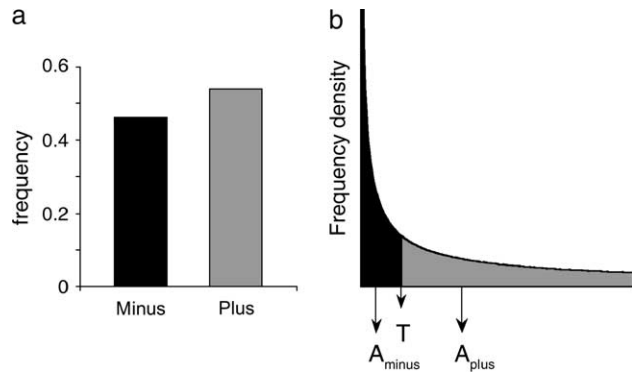 a
frequency
0.6
0.4
0.2
0
Minus
Plus
b
Frequency density
T
Aminus
Aplus